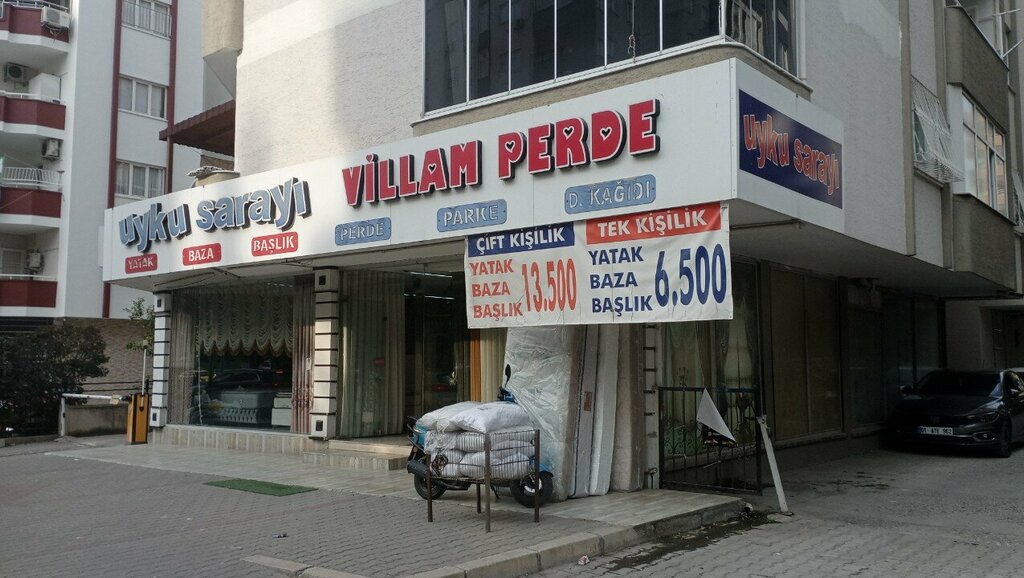 uyku sarayı
YATAK
BAZA
BAŞLIK
VİLLAM PERDE
PERDE
PARKE
D. KAĞIDI
uyku sarayı
ÇİFT KİŞİLİK
YATAK
BAZA
BAŞLIK
13.500
TEK KİŞİLİK
YATAK
BAZA
BAŞLIK
6.500